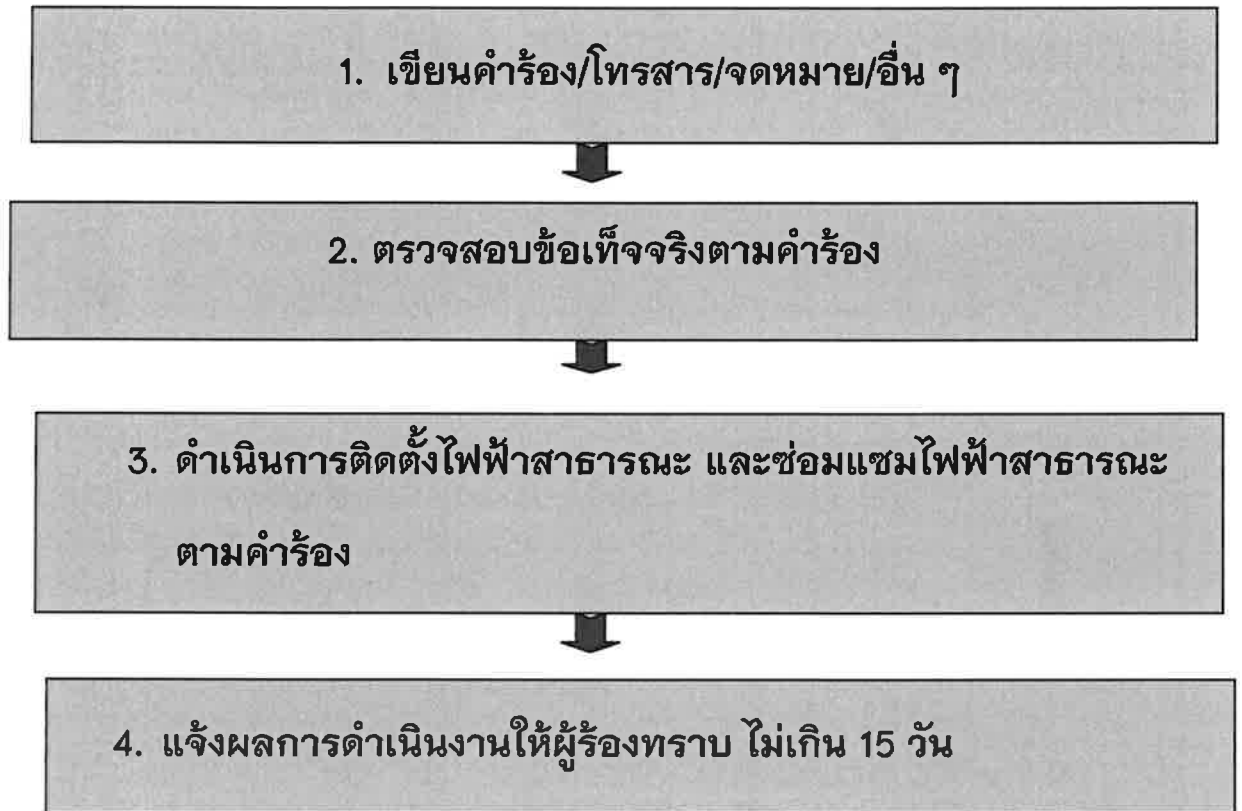 1. เขียนคำร้อง/โทรสาร/จดหมาย/อื่น ๆ
2. ตรวจสอบข้อเท็จจริงตามคำร้อง
3. ดำเนินการติดตั้งไฟฟ้าสาธารณะ และซ่อมแซมไฟฟ้าสาธารณะ
ตามคำร้อง
4. แจ้งผลการดำเนินงานให้ผู้ร้องทราบ ไม่เกิน 15 วัน